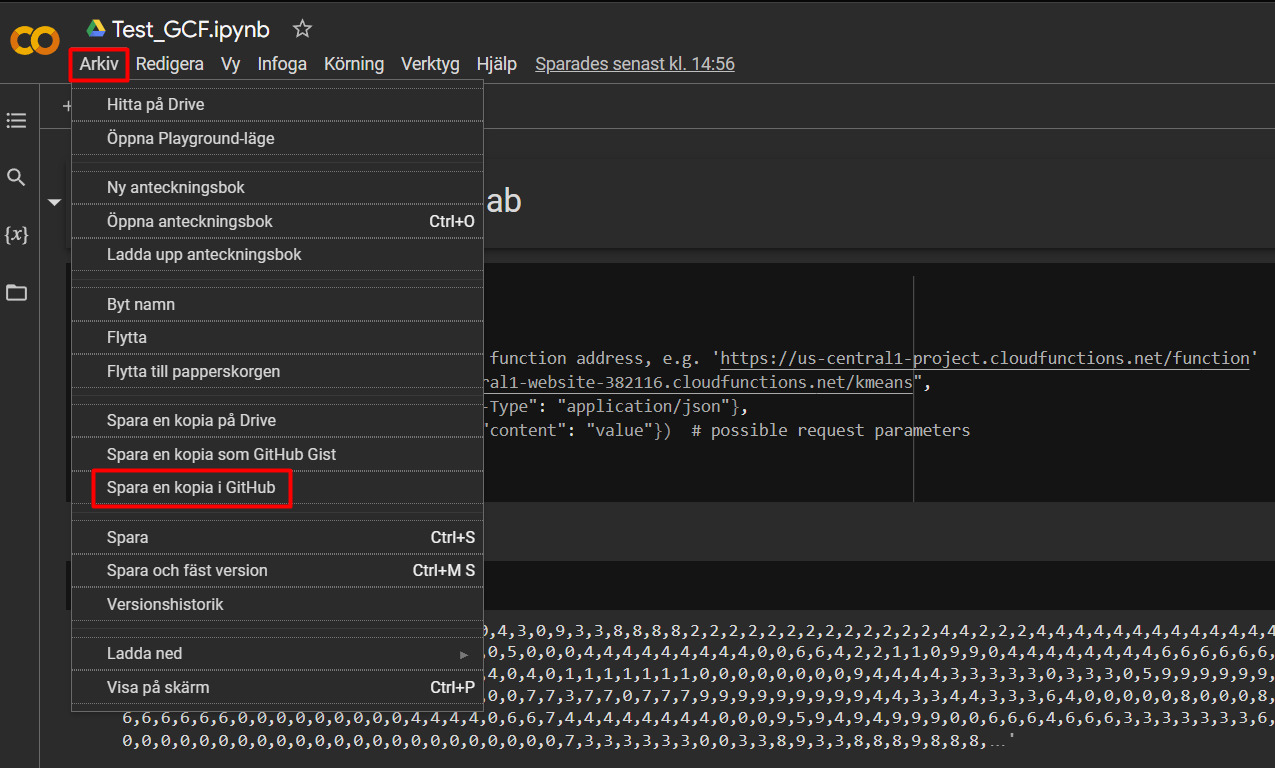 Test_GCF.ipynb
Arkiv Redigera Vy Infoga Körning Verktyg Hjälp Sparades senast kl. 14:56
+
Hitta på Drive
Öppna Playground-läge
Ny anteckningsbok
Öppna anteckningsbok Ctrl+O
Ladda upp anteckningsbok
Byt namn
Flytta
Flytta till papperskorgen
Spara en kopia på Drive
Spara en kopia som GitHub Gist
Spara en kopia i GitHub
Spara Ctrl+S
Spara och fäst version Ctrl+M S
Versionshistorik
Ladda ned
Visa på skärm Ctrl+P
{x}
ab
function address, e.g. 'https://us-central1-project.cloudfunctions.net/function'
ral1-website-382116.cloudfunctions.net/kmeans",
-Type": "application/json"},
"content": "value"})  # possible request parameters
0,4,3,0,9,3,3,8,8,8,8,2,2,2,2,2,2,2,2,2,2,2,2,2,4,4,2,2,2,4,4,4,4,4,4,4,4,4,4,4,4,4
,0,5,0,0,0,4,4,4,4,4,4,4,4,4,0,0,6,6,4,2,2,1,1,0,9,9,0,4,4,4,4,4,4,4,4,6,6,6,6,6,6,
4,0,4,0,1,1,1,1,1,1,1,0,0,0,0,0,0,0,0,9,4,4,4,4,3,3,3,3,3,0,3,3,3,0,5,9,9,9,9,9,9,
,0,0,7,7,3,7,7,0,7,7,7,9,9,9,9,9,9,9,9,9,4,4,3,3,4,4,3,3,3,6,4,0,0,0,0,0,8,0,0,0,8,
6,6,6,6,6,6,0,0,0,0,0,0,0,0,0,4,4,4,4,0,6,6,7,4,4,4,4,4,4,4,4,0,0,0,9,5,9,4,9,4,9,9,9,0,0,6,6,6,4,6,6,6,3,3,3,3,3,3,3,6,
0,0,0,0,0,0,0,0,0,0,0,0,0,0,0,0,0,0,0,0,0,0,0,7,3,3,3,3,3,3,0,0,3,3,8,9,3,3,8,8,8,9,8,8,8,...'